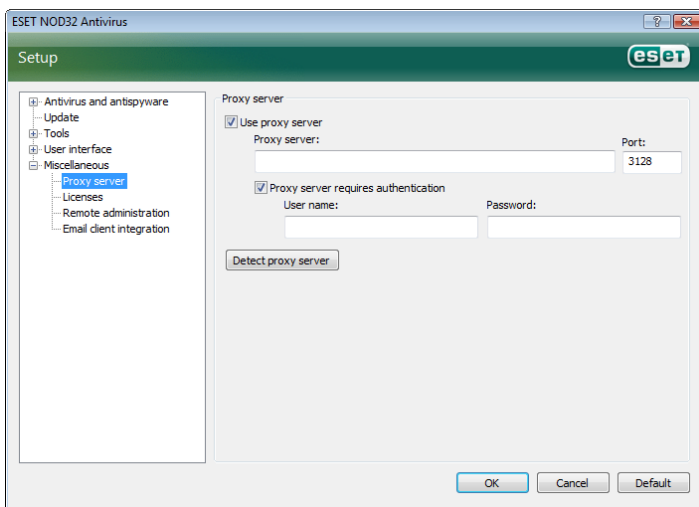 ESET NOD32 Antivirus
?
Setup
eseT
Antivirus and antispyware
Update
Tools
User interface
Miscellaneous
Proxy server
Licenses
Remote administration
Email client integration
Proxy server
Use proxy server
Proxy server:
Port:
3128
Proxy server requires authentication
User name:
Password:
Detect proxy server
OK
Cancel
Default